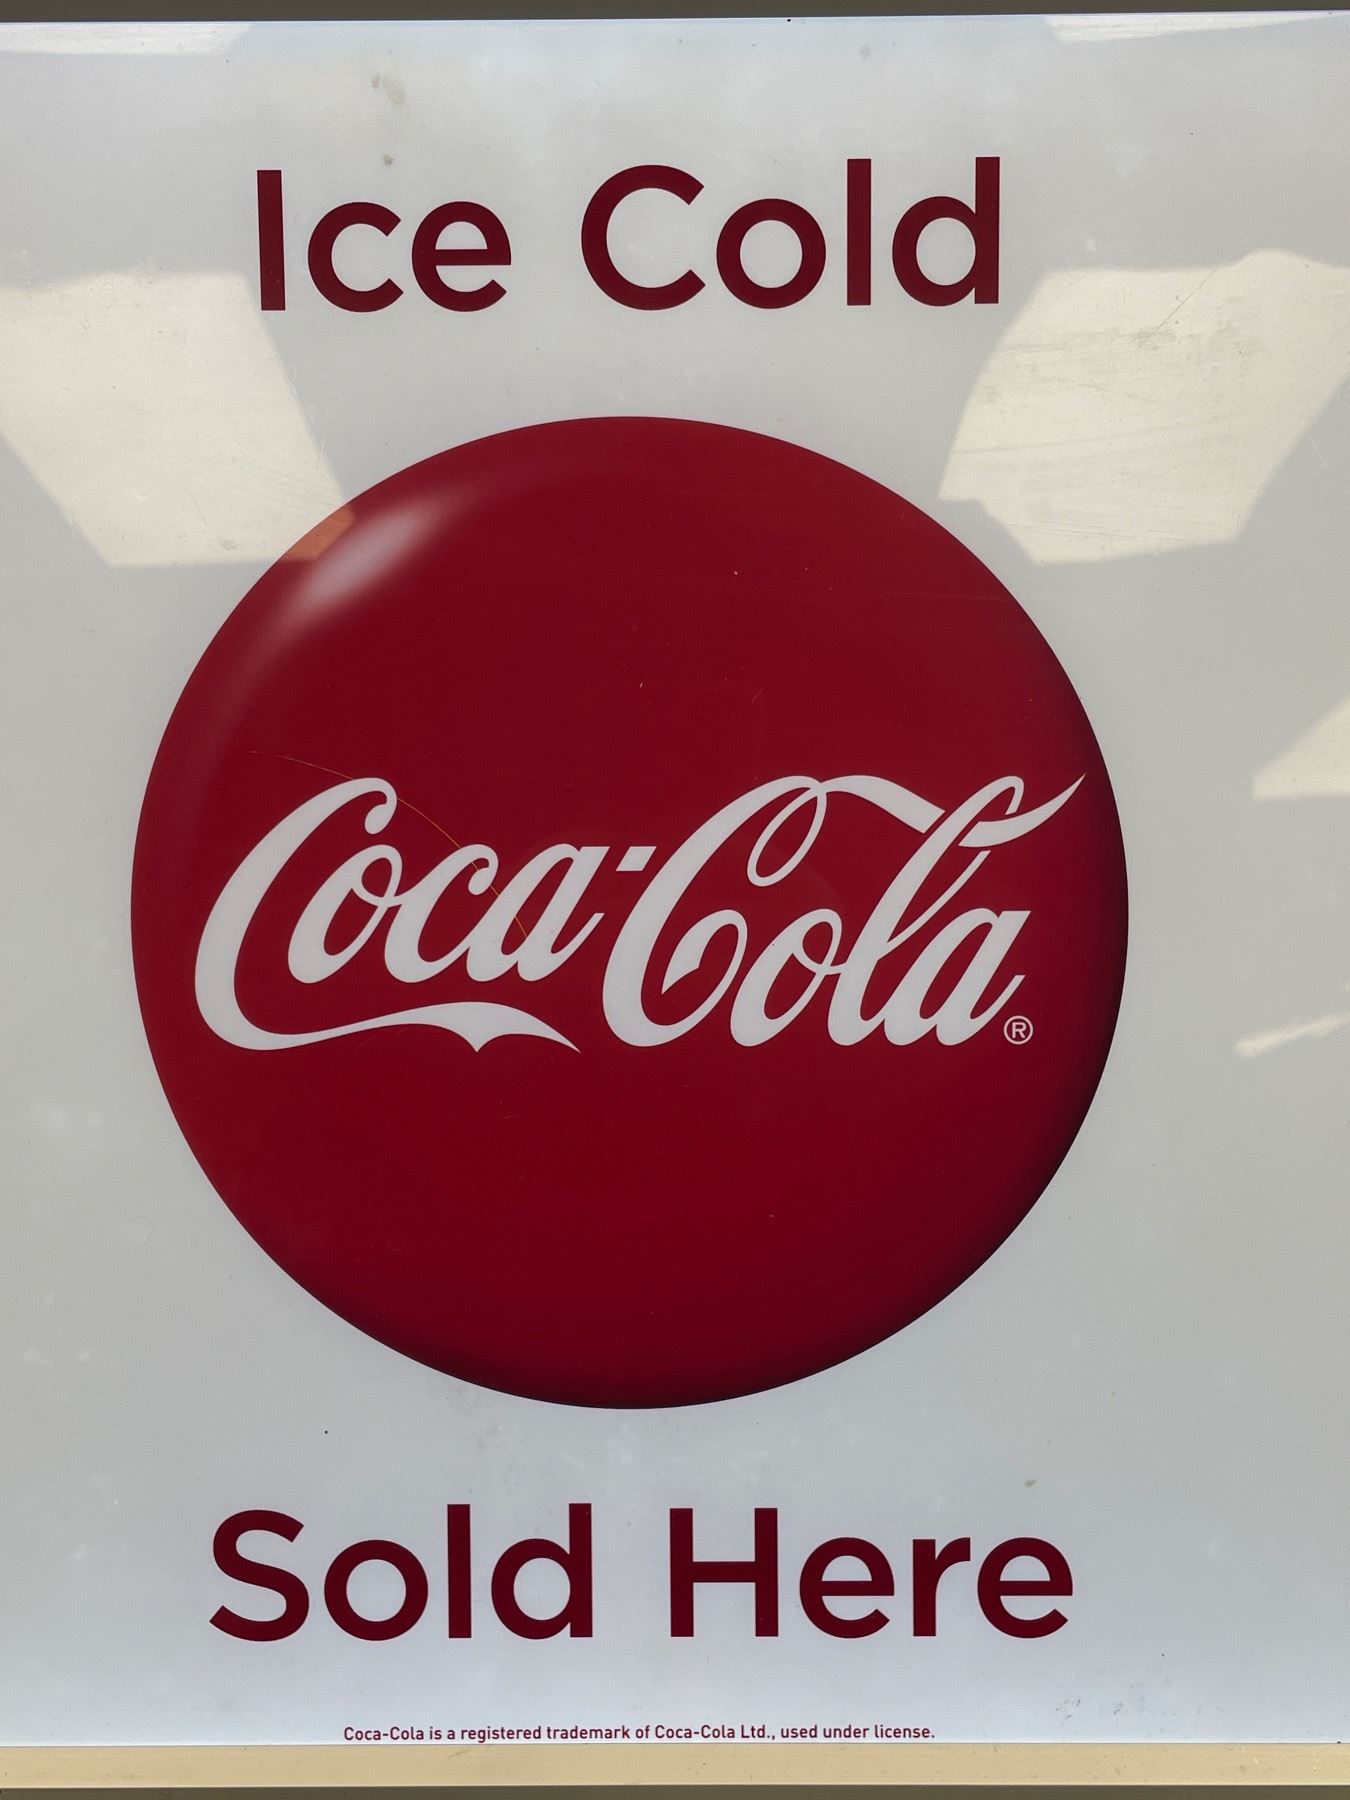 Ice Cold
Coca-Cola®
Sold Here
Coca-Cola is a registered trademark of Coca-Cola Ltd., used under license.